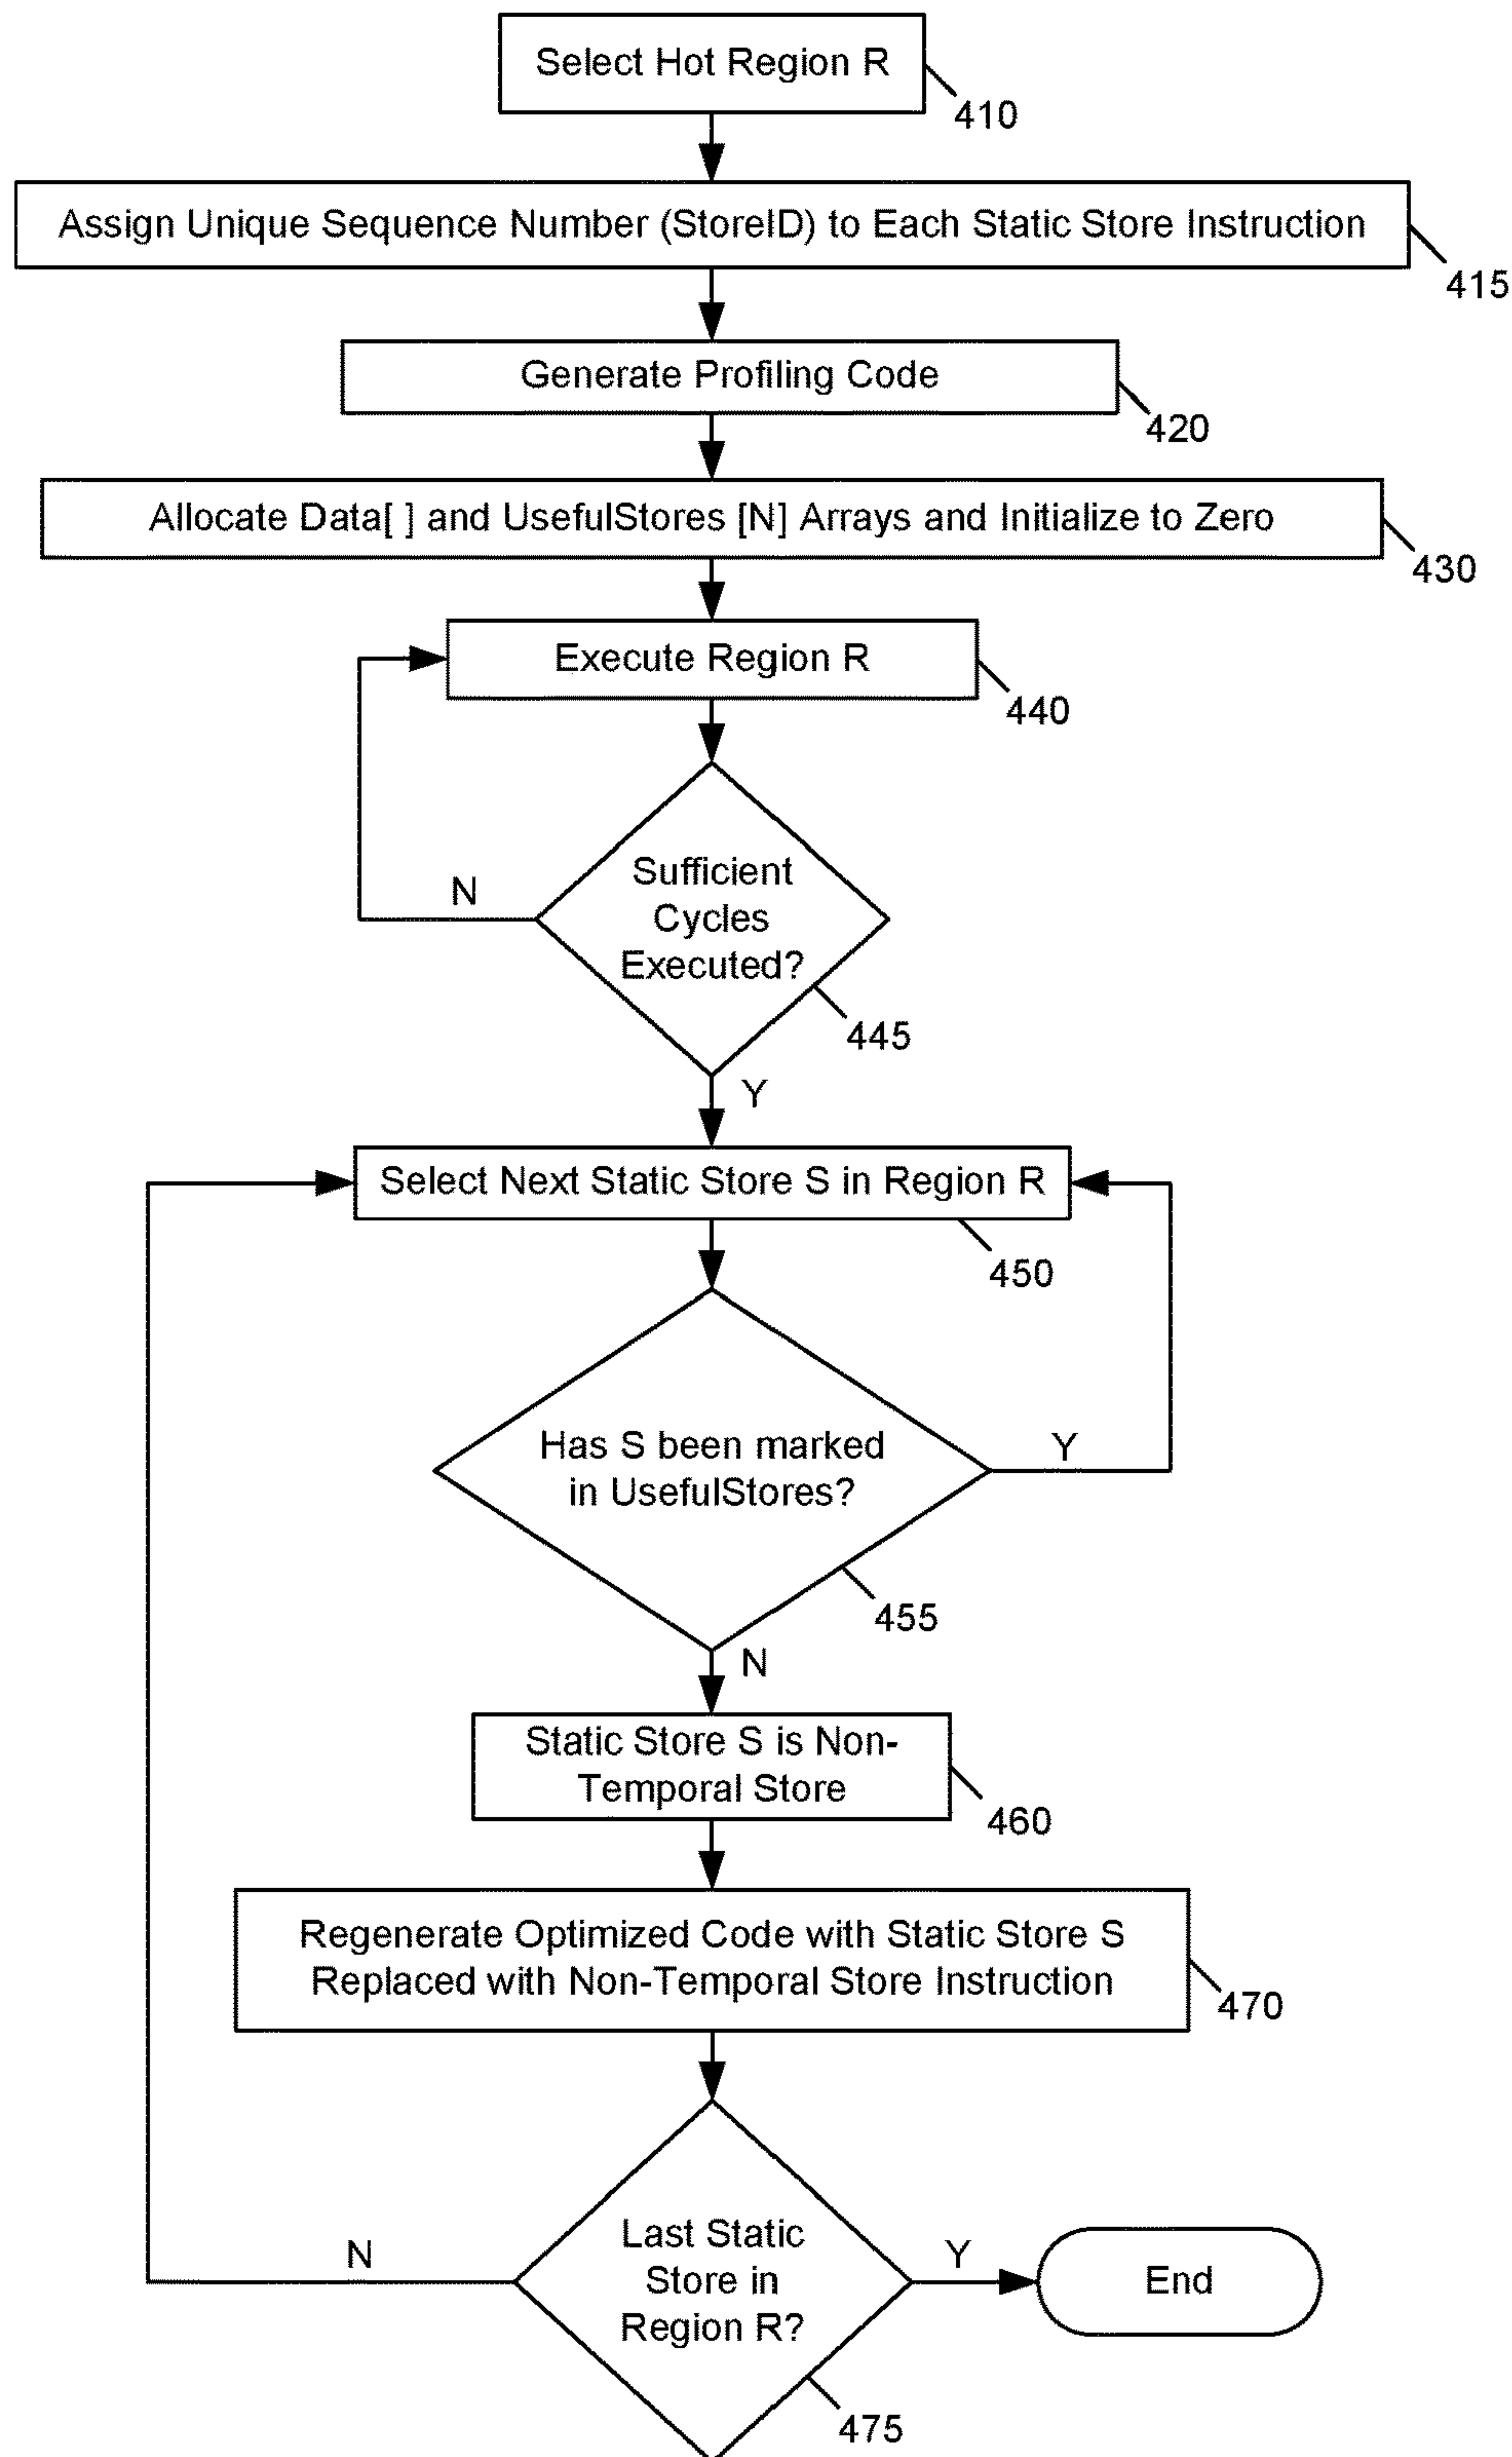 Select Hot Region R
410
Assign Unique Sequence Number (StoreID) to Each Static Store Instruction
415
Generate Profiling Code
420
Allocate Data[ ] and UsefulStores [N] Arrays and Initialize to Zero
430
Execute Region R
440
Sufficient
Cycles
Executed?
N
445
Y
Select Next Static Store S in Region R
450
Has S been marked
in UsefulStores?
Y
455
N
Static Store S is Non-
Temporal Store
460
Regenerate Optimized Code with Static Store S
Replaced with Non-Temporal Store Instruction
470
Last Static
Store in
Region R?
N
Y
End
475